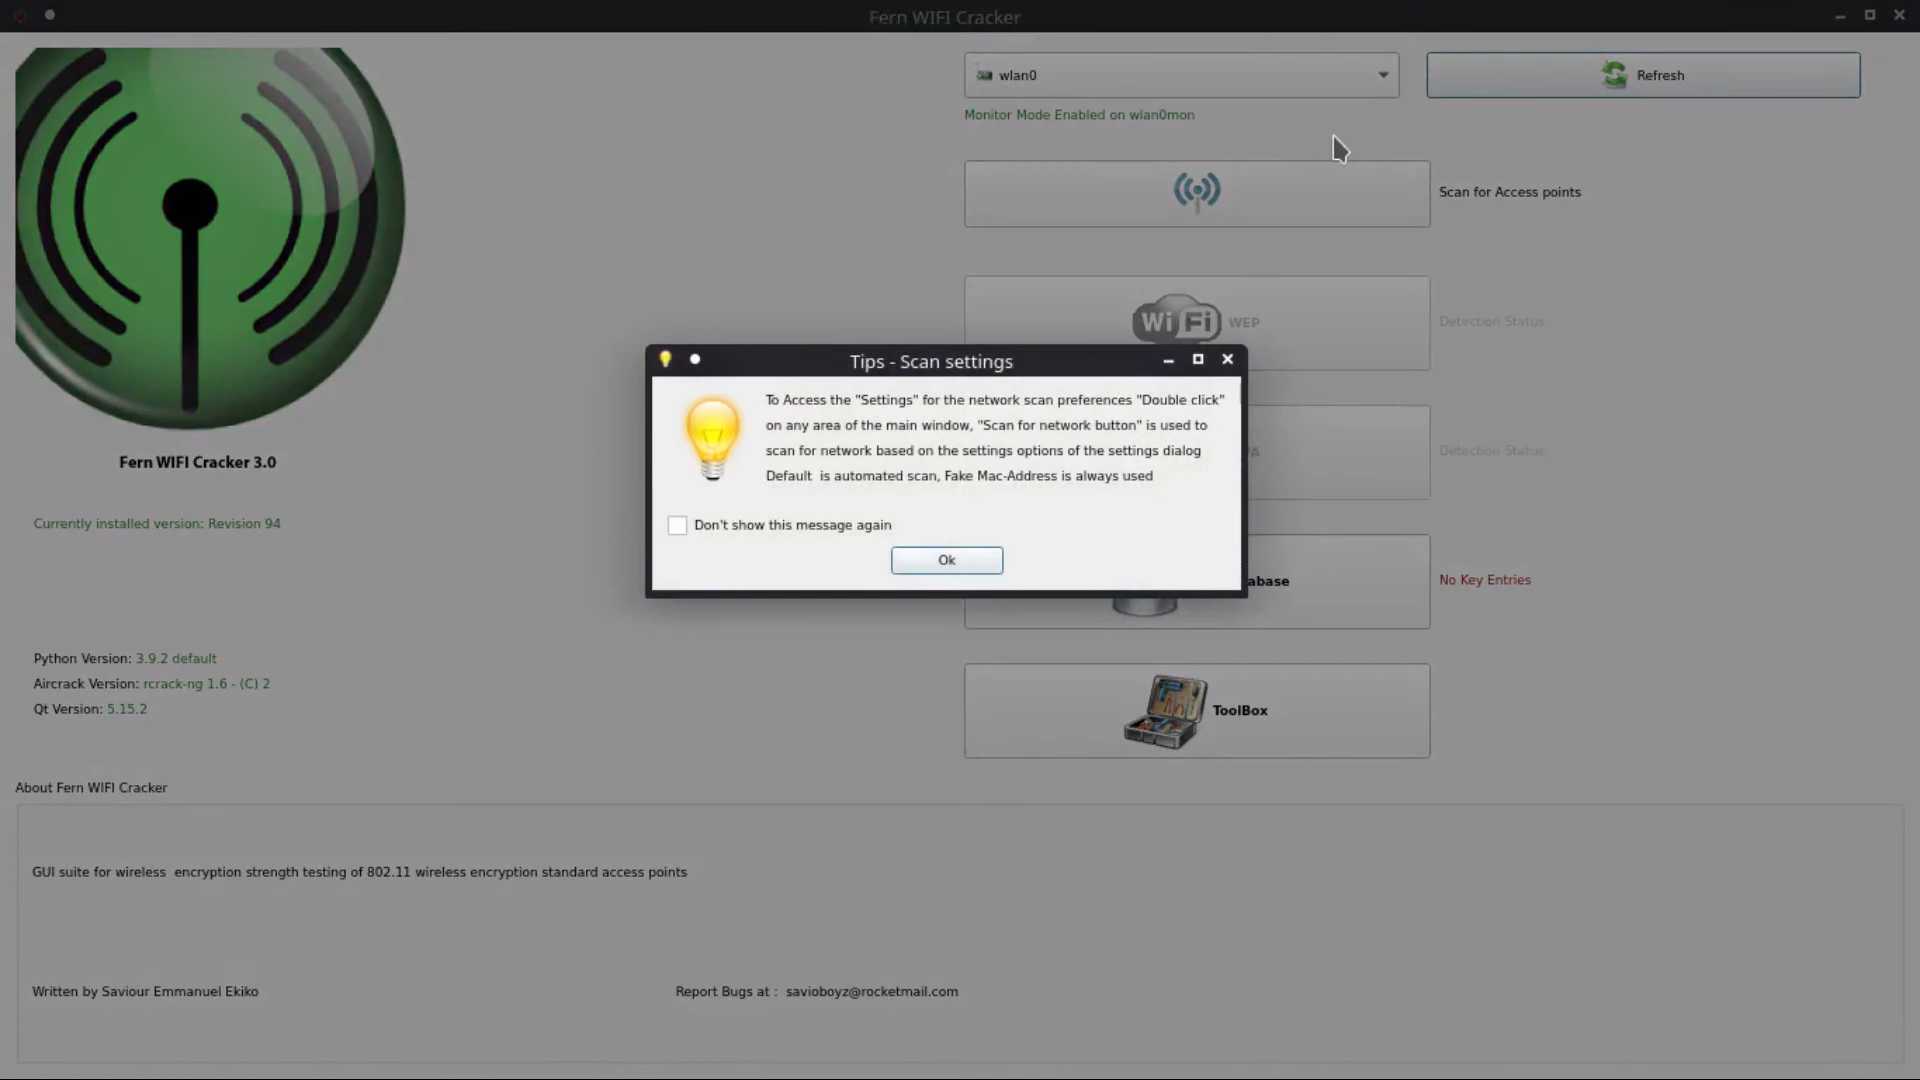 Fern WIFI Cracker
wlan0
Refresh
Monitor Mode Enabled on wlan0mon
Scan for Access points
WiFi WEP
Detection Status
Tips - Scan settings
To Access the "Settings" for the network scan preferences "Double click"
on any area of the main window, "Scan for network button" is used to
scan for network based on the settings options of the settings dialog
Default  is automated scan, Fake Mac-Address is always used
Don't show this message again
Ok
Detection Status
Fern WIFI Cracker 3.0
Currently installed version: Revision 94
abase
No Key Entries
Python Version: 3.9.2 default
Aircrack Version: rcrack-ng 1.6 - (C) 2
Qt Version: 5.15.2
ToolBox
About Fern WIFI Cracker
GUI suite for wireless  encryption strength testing of 802.11 wireless encryption standard access points
Written by Saviour Emmanuel Ekiko
Report Bugs at :  savioboyz@rocketmail.com